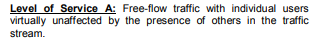 Level of Service A: Free-flow traffic with individual users
virtually unaffected by the presence of others in the traffic
stream.